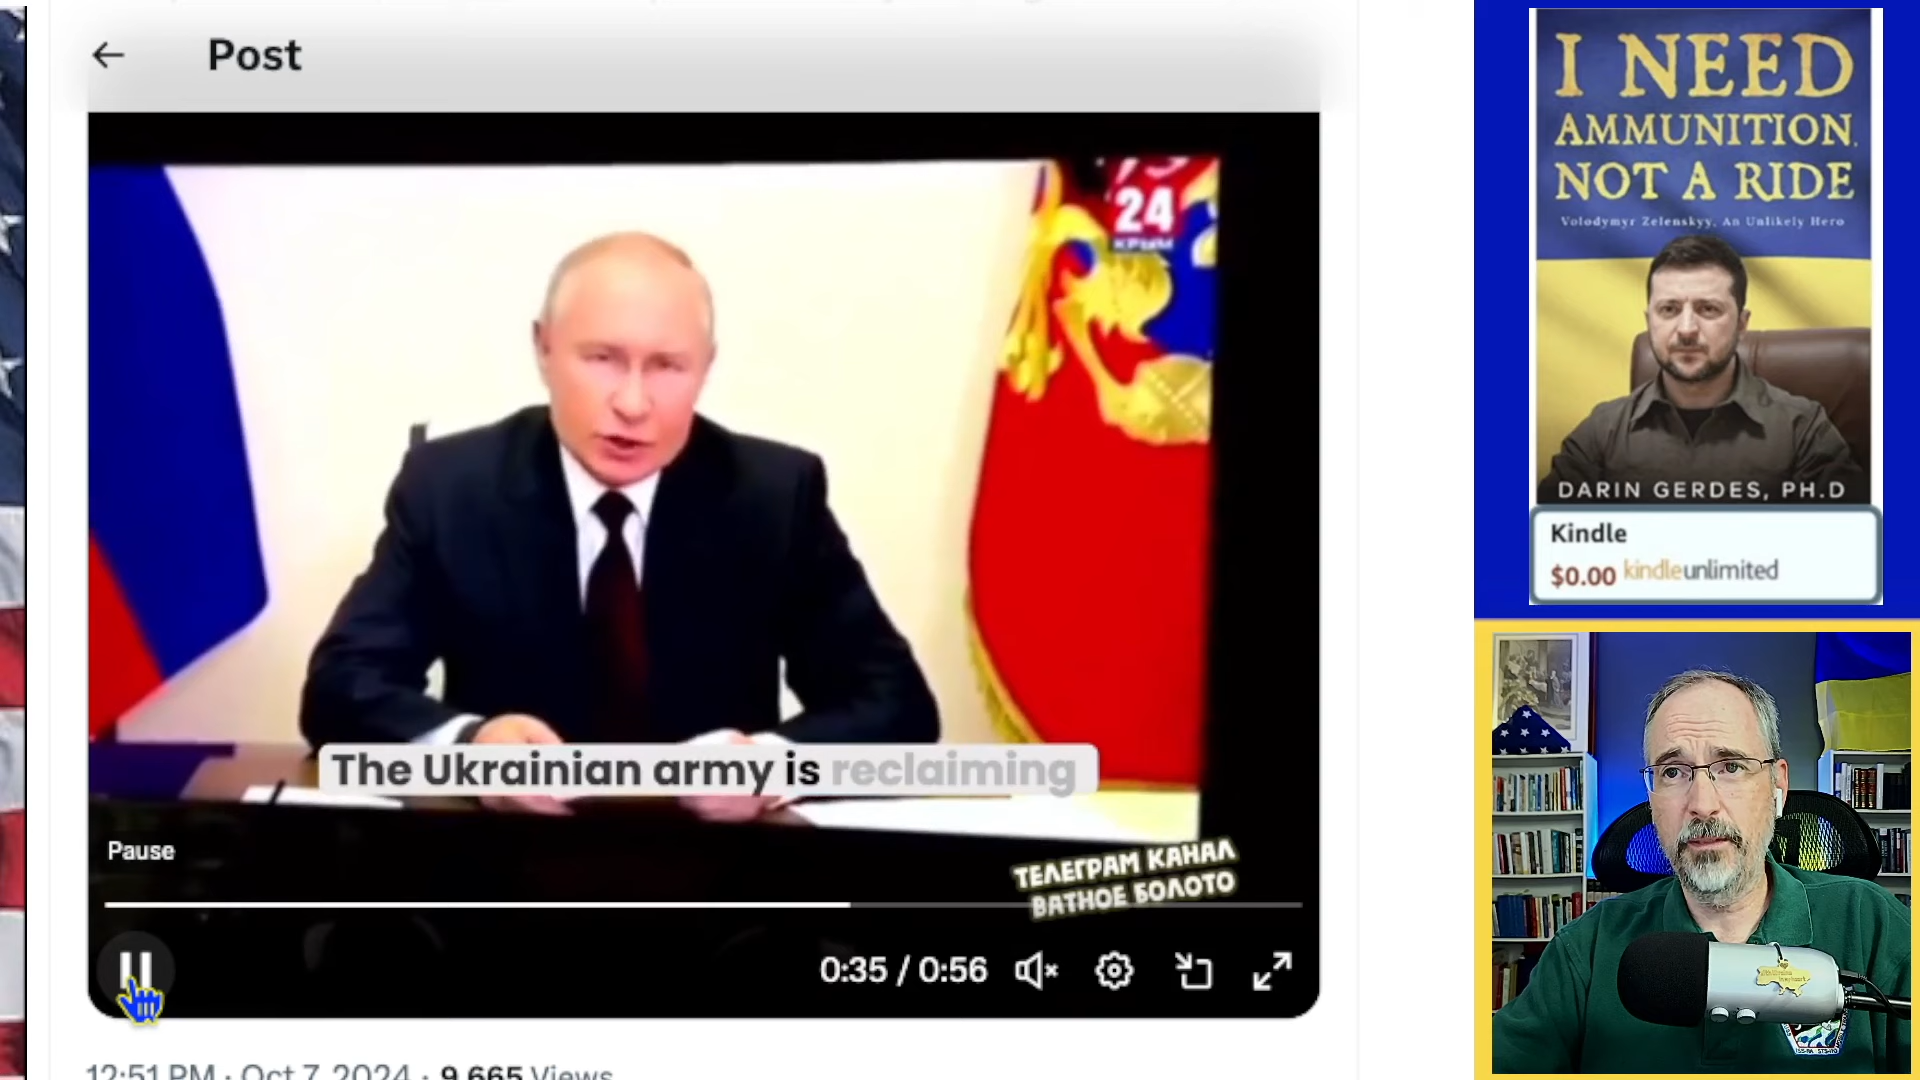 Post
24
КРЫМ
The Ukrainian army is reclaiming
Pause
ТЕЛЕГРАМ КАНАЛ
ВАТНОЕ БОЛОТО
0:35 / 0:56
12:51 PM · Oct 7, 2024 · 9,665 Views
I NEED
AMMUNITION,
NOT A RIDE
Volodymyr Zelenskyy, An Unlikely Hero
DARIN GERDES, PH.D
Kindle
$0.00 kindleunlimited